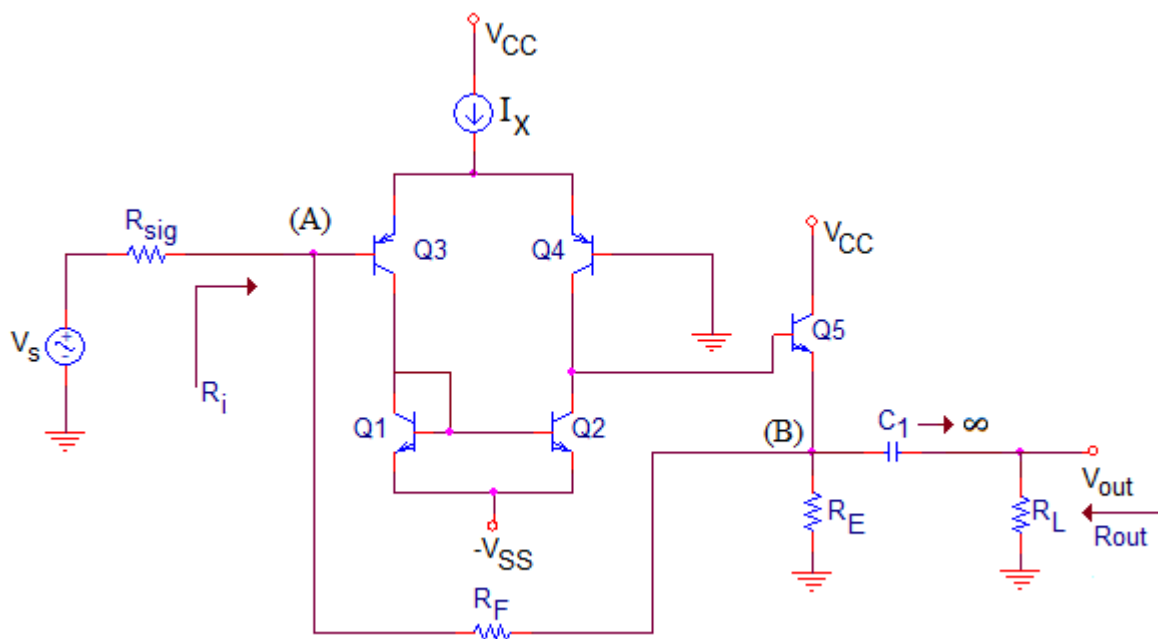 VCC
IX
Rsig
(A)
Q3
Q4
VCC
Q5
Vs
+
-
Ri
Q1
Q2
(B)
C1
∞
Vout
RE
RL
Rout
-VSS
RF